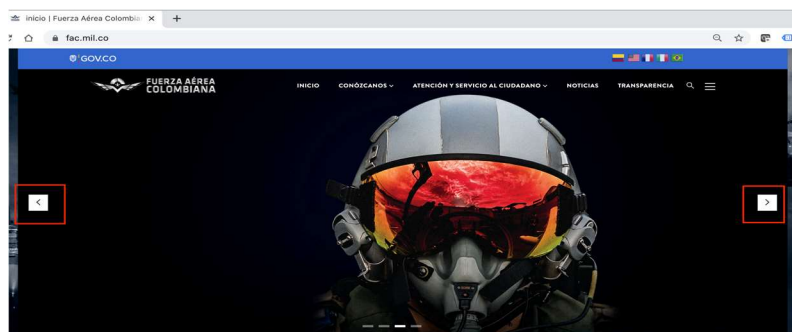 inicio | Fuerza Aérea Colombia
fac.mil.co
GOV.CO
FUERZA AÉREA
COLOMBIANA
INICIO CONÓZCANOS ATENCIÓN Y SERVICIO AL CIUDADANO NOTICIAS TRANSPARENCIA